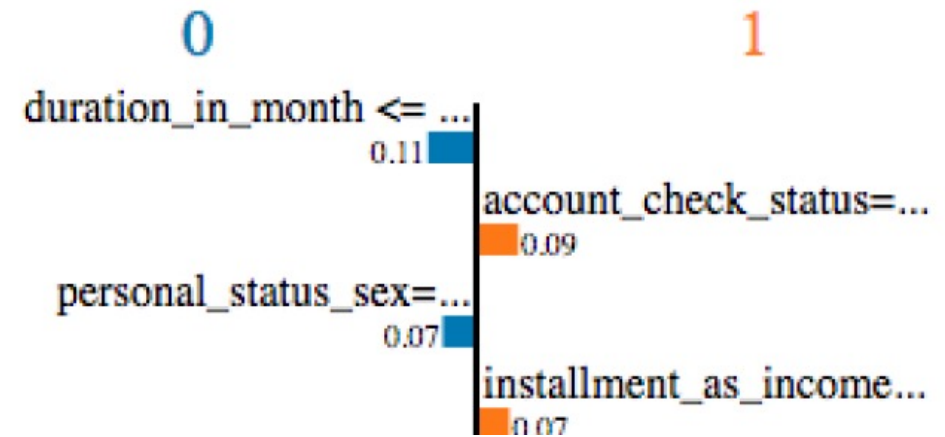 0 1
duration_in_month <= ...
0.11
account_check_status=...
0.09
personal_status_sex=...
0.07
installment_as_income...
0.07